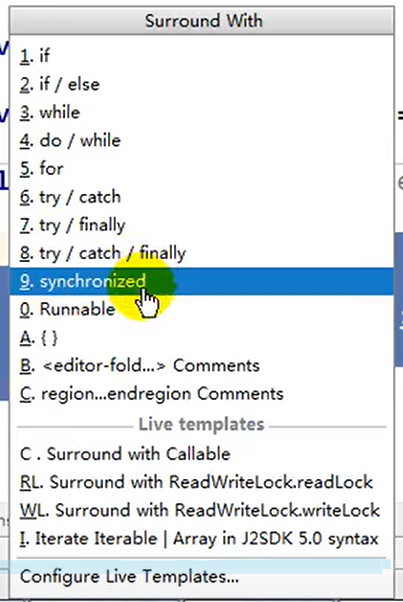 Surround With
1. if
2. if / else
3. while
4. do / while
5. for
6. try / catch
7. try / finally
8. try / catch / finally
9. synchronized
0. Runnable
A. { }
B. <editor-fold...> Comments
C. region...endregion Comments
Live templates
C . Surround with Callable
RL. Surround with ReadWriteLock.readLock
WL. Surround with ReadWriteLock.writeLock
I. Iterate Iterable | Array in J2SDK 5.0 syntax
Configure Live Templates...